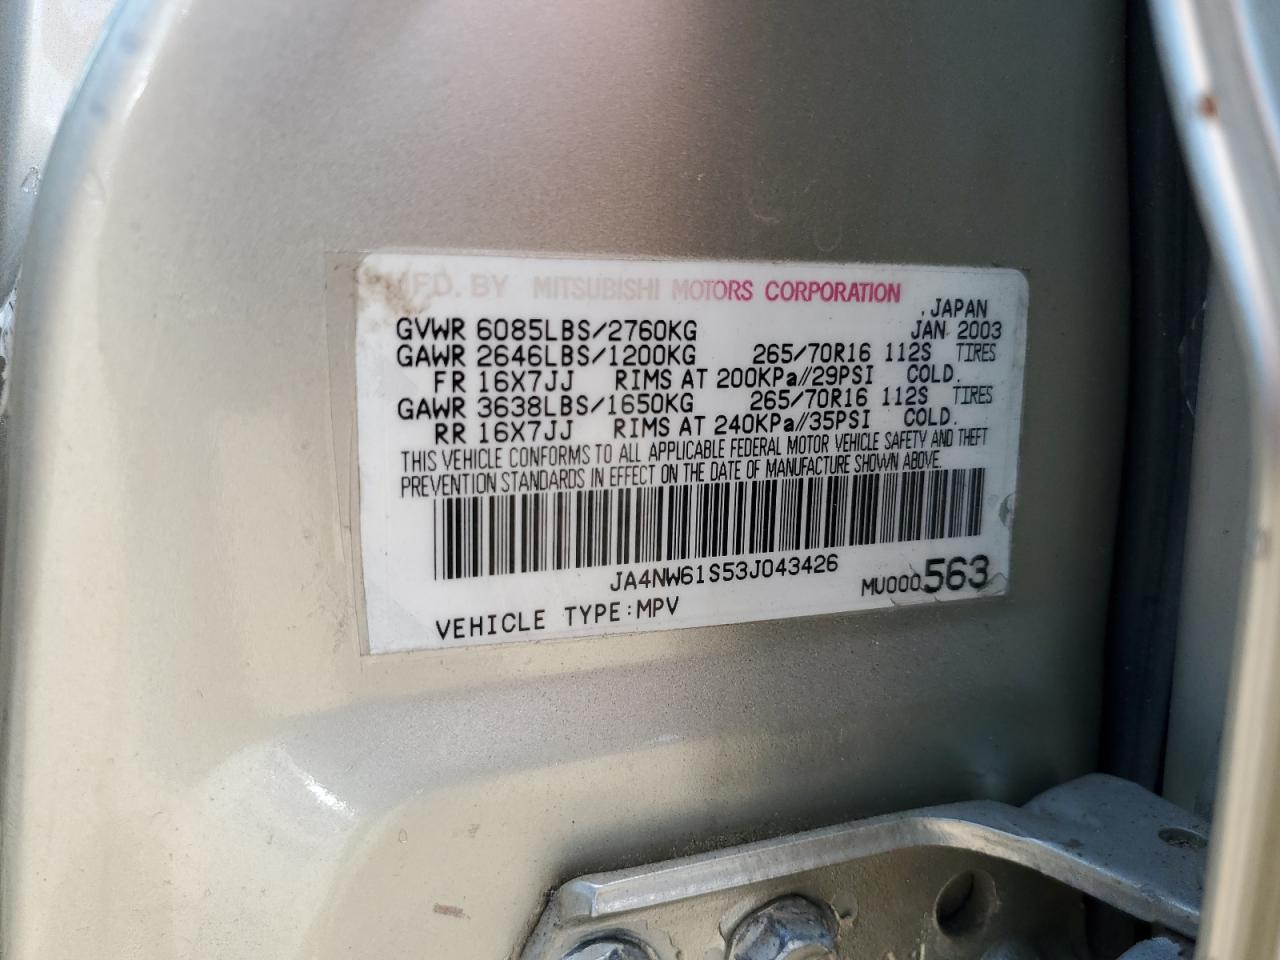 MFD. BY MITSUBISHI MOTORS CORPORATION
JAPAN
GVWR 6085LBS/2760KG JAN 2003
GAWR 2646LBS/1200KG 265/70R16 112S TIRES
FR 16X7JJ RIMS AT 200KPa//29PSI COLD.
GAWR 3638LBS/1650KG 265/70R16 112S TIRES
RR 16X7JJ RIMS AT 240KPa//35PSI COLD.
THIS VEHICLE CONFORMS TO ALL APPLICABLE FEDERAL MOTOR VEHICLE SAFETY AND THEFT
PREVENTION STANDARDS IN EFFECT ON THE DATE OF MANUFACTURE SHOWN ABOVE.
JA4NW61S53J043426
MU000563
VEHICLE TYPE:MPV